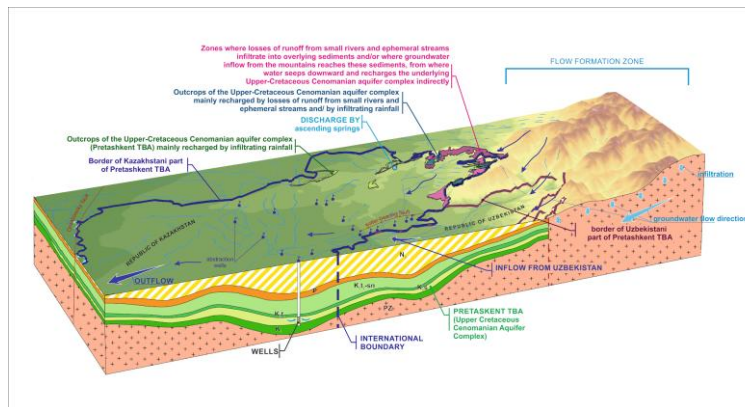 Zones where losses of runoff from small rivers and ephemeral streams
infiltrate into overlying sediments and/or where groundwater
inflow from the mountains reaches these sediments, from where
water seeps downward and recharges the underlying
Upper-Cretaceous Cenomanian aquifer complex indirectly
FLOW FORMATION ZONE
Outcrops of the Upper-Cretaceous Cenomanian aquifer complex
mainly recharged by losses of runoff from small rivers and
ephemeral streams and/ by infiltrating rainfall
DISCHARGE BY
ascending springs
Outcrops of the Upper-Cretaceous Cenomanian aquifer complex
(Pretashkent TBA) mainly recharged by infiltrating rainfall
Border of Kazakhstani part
of Pretashkent TBA
infiltration
groundwater flow direction
border of Uzbekistani
part of Pretashkent TBA
REPUBLIC OF KAZAKHSTAN
REPUBLIC OF UZBEKISTAN
abstraction
wells
INFLOW FROM UZBEKISTAN
OUTFLOW
N
P
PZ
PRETASKENT TBA
(Upper Cretaceous
Cenomanian Aquifer
Complex)
WELLS
INTERNATIONAL
BOUNDARY